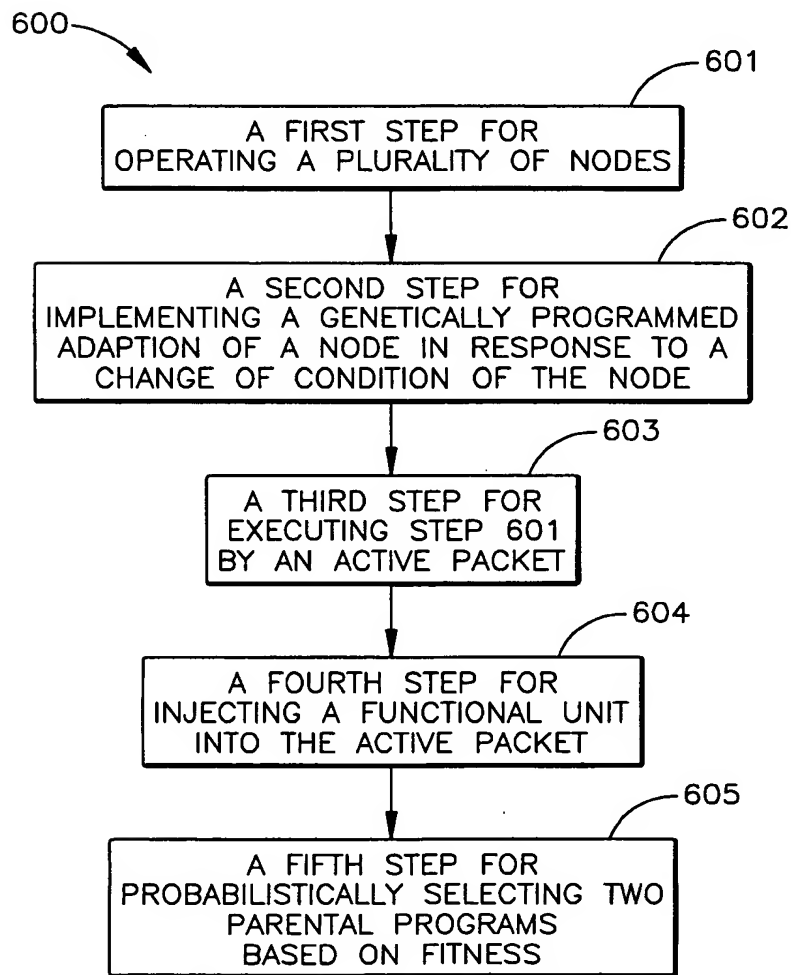 600
601
A FIRST STEP FOR
OPERATING A PLURALITY OF NODES
602
A SECOND STEP FOR
IMPLEMENTING A GENETICALLY PROGRAMMED
ADAPTION OF A NODE IN RESPONSE TO A
CHANGE OF CONDITION OF THE NODE
603
A THIRD STEP FOR
EXECUTING STEP 601
BY AN ACTIVE PACKET
604
A FOURTH STEP FOR
INJECTING A FUNCTIONAL UNIT
INTO THE ACTIVE PACKET
605
A FIFTH STEP FOR
PROBABILISTICALLY SELECTING TWO
PARENTAL PROGRAMS
BASED ON FITNESS